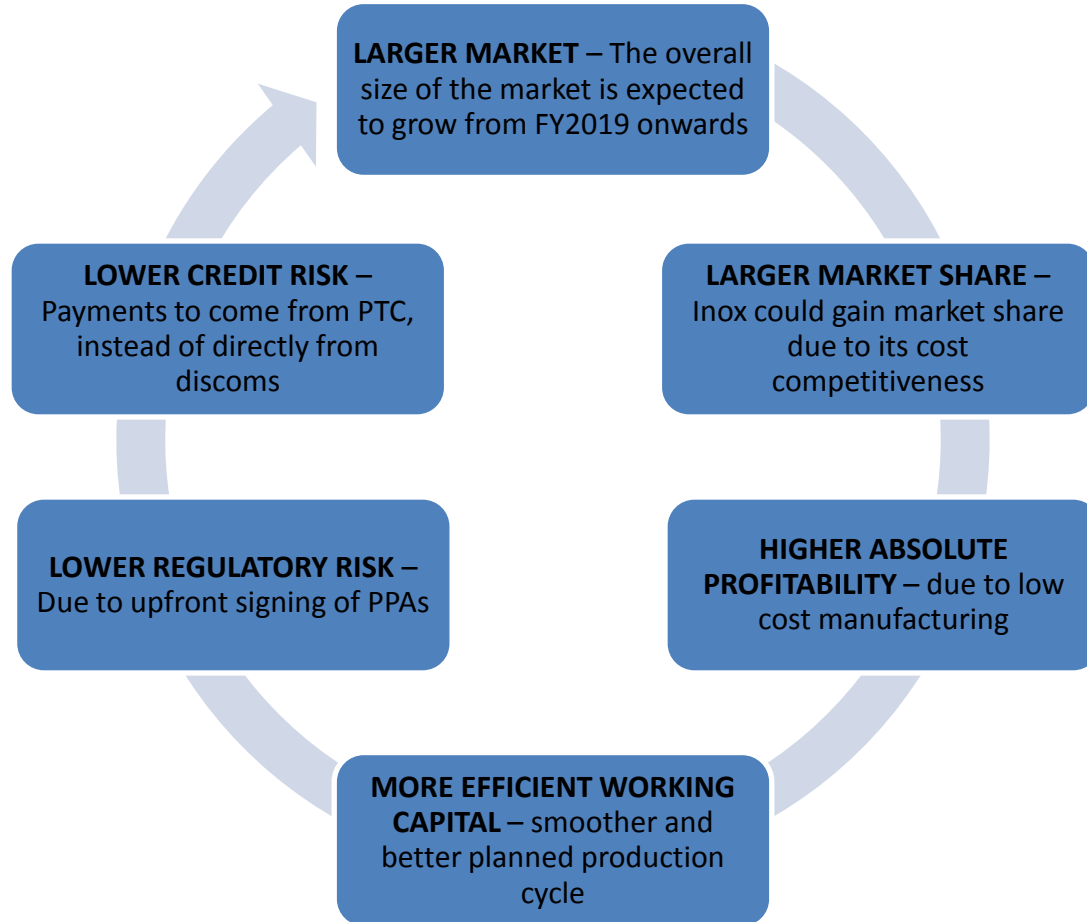 LARGER MARKET – The overall
size of the market is expected
to grow from FY2019 onwards
LARGER MARKET SHARE –
Inox could gain market share
due to its cost
competitiveness
HIGHER ABSOLUTE
PROFITABILITY – due to low
cost manufacturing
MORE EFFICIENT WORKING
CAPITAL – smoother and
better planned production
cycle
LOWER REGULATORY RISK –
Due to upfront signing of PPAs
LOWER CREDIT RISK –
Payments to come from PTC,
instead of directly from
discoms